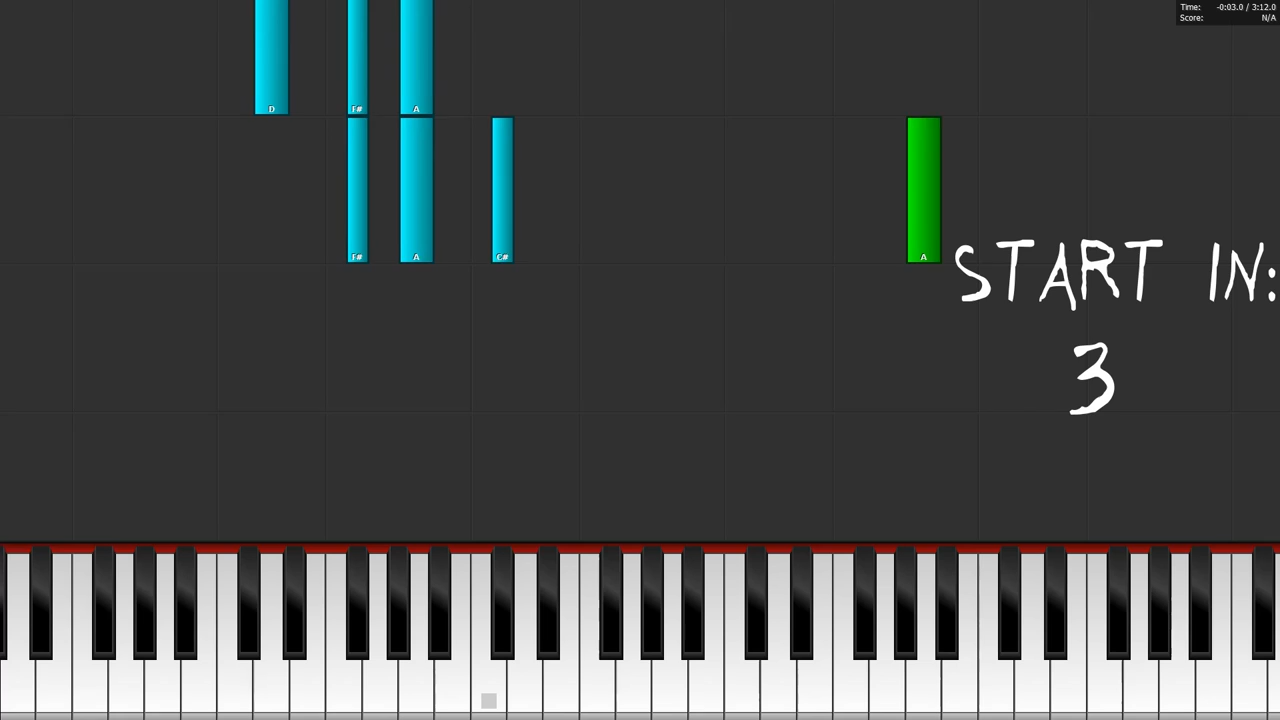 Time: -0:03.0 / 3:12.0
Score: N/A
D F# A
F# A C# A
START IN:
3